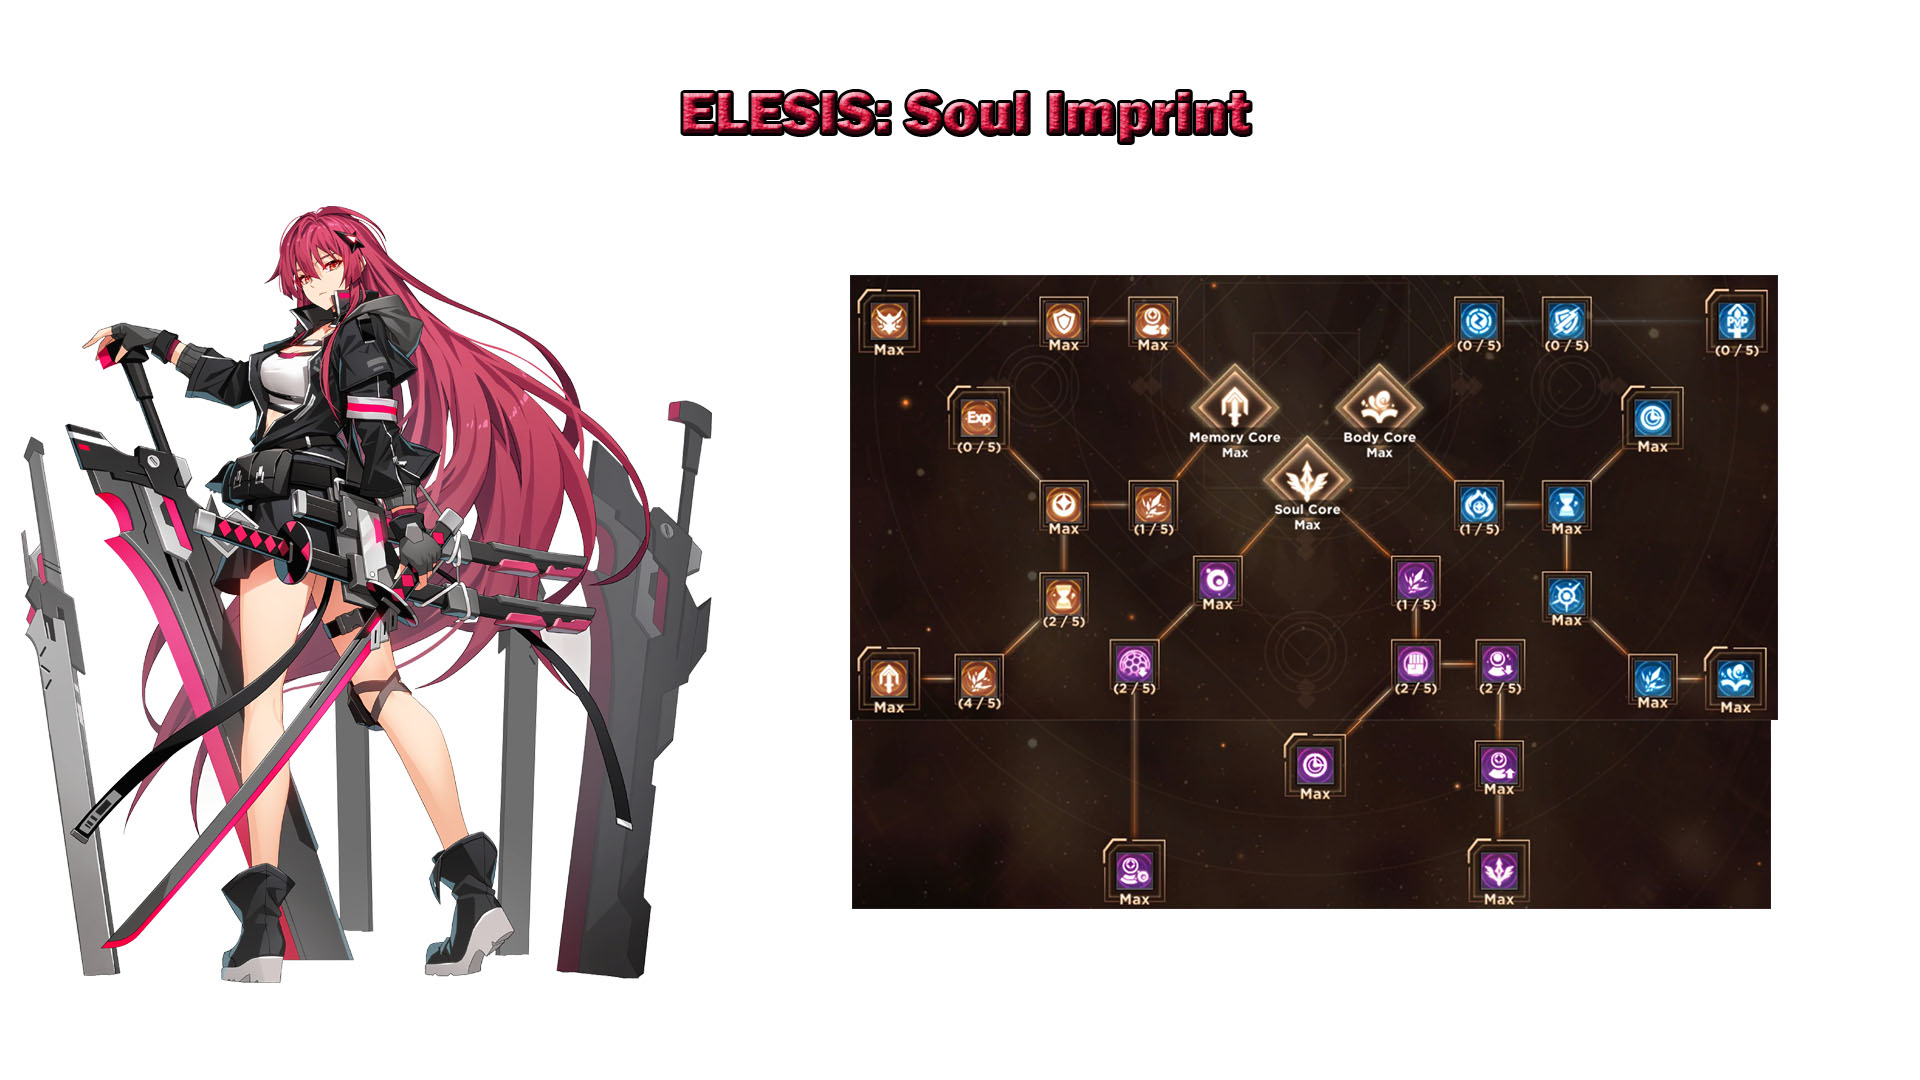 ELESIS: Soul Imprint
Max
Max
Max
(0 / 5)
(0 / 5)
PVP
(0 / 5)
Exp
(0 / 5)
Memory Core
Max
Body Core
Max
Max
Soul Core
Max
Max
(1 / 5)
(1 / 5)
Max
(2 / 5)
Max
(1 / 5)
Max
Max
(4 / 5)
(2 / 5)
(2 / 5)
(2 / 5)
Max
Max
Max
Max
Max
Max